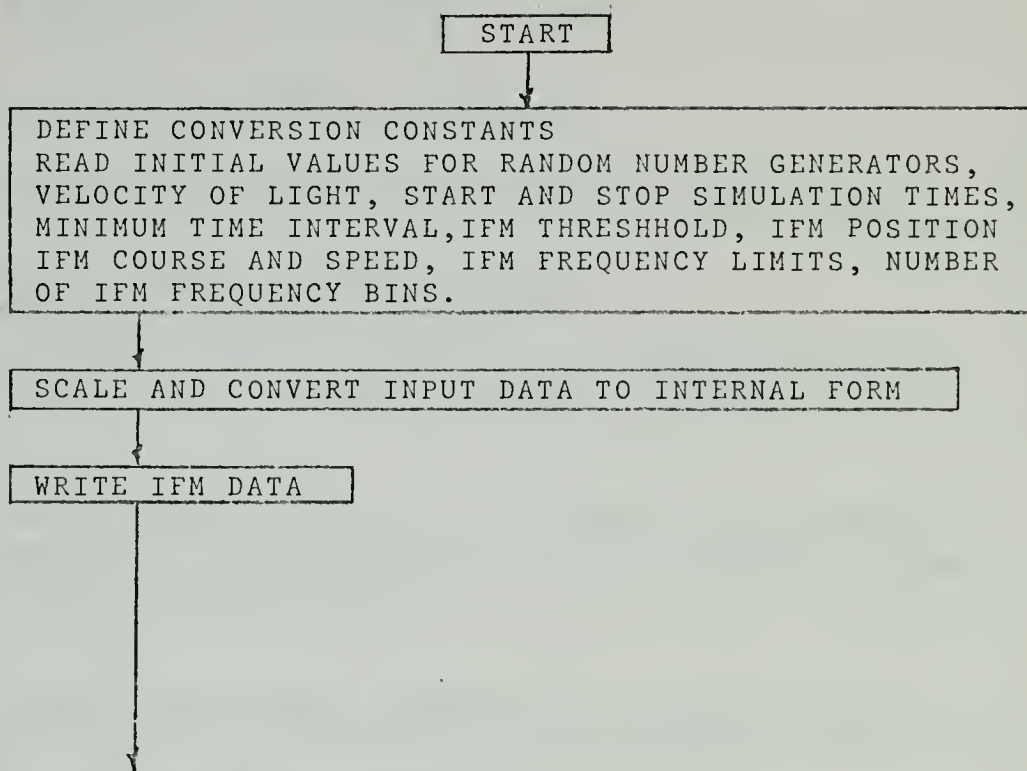 START
DEFINE CONVERSION CONSTANTS
READ INITIAL VALUES FOR RANDOM NUMBER GENERATORS,
VELOCITY OF LIGHT, START AND STOP SIMULATION TIMES,
MINIMUM TIME INTERVAL,IFM THRESHHOLD, IFM POSITION
IFM COURSE AND SPEED, IFM FREQUENCY LIMITS, NUMBER
OF IFM FREQUENCY BINS.
SCALE AND CONVERT INPUT DATA TO INTERNAL FORM
WRITE IFM DATA